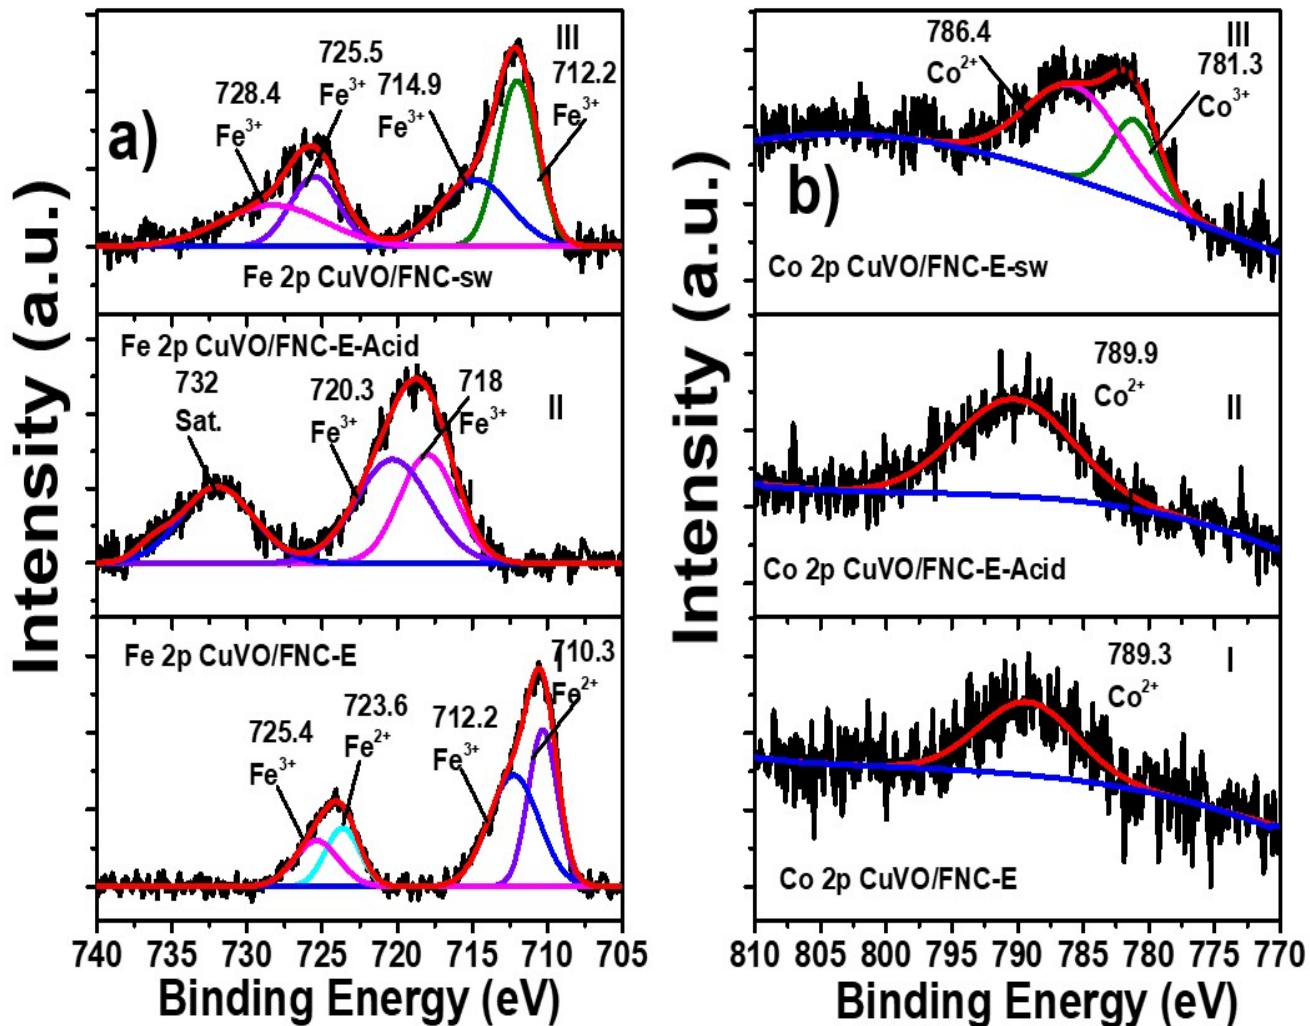 a)
III
728.4
Fe3+
725.5
Fe3+
714.9
Fe3+
712.2
Fe3+
Fe 2p CuVO/FNC-sw
Fe 2p CuVO/FNC-E-Acid
II
732
Sat.
720.3
Fe3+
718
Fe3+
Fe 2p CuVO/FNC-E
I
725.4
Fe3+
723.6
Fe2+
712.2
Fe3+
710.3
Fe2+
740 735 730 725 720 715 710 705
Binding Energy (eV)
Intensity (a.u.)
b)
III
786.4
Co2+
781.3
Co3+
Co 2p CuVO/FNC-E-sw
II
789.9
Co2+
Co 2p CuVO/FNC-E-Acid
I
789.3
Co2+
Co 2p CuVO/FNC-E
810 805 800 795 790 785 780 775 770
Binding Energy (eV)
Intensity (a.u.)